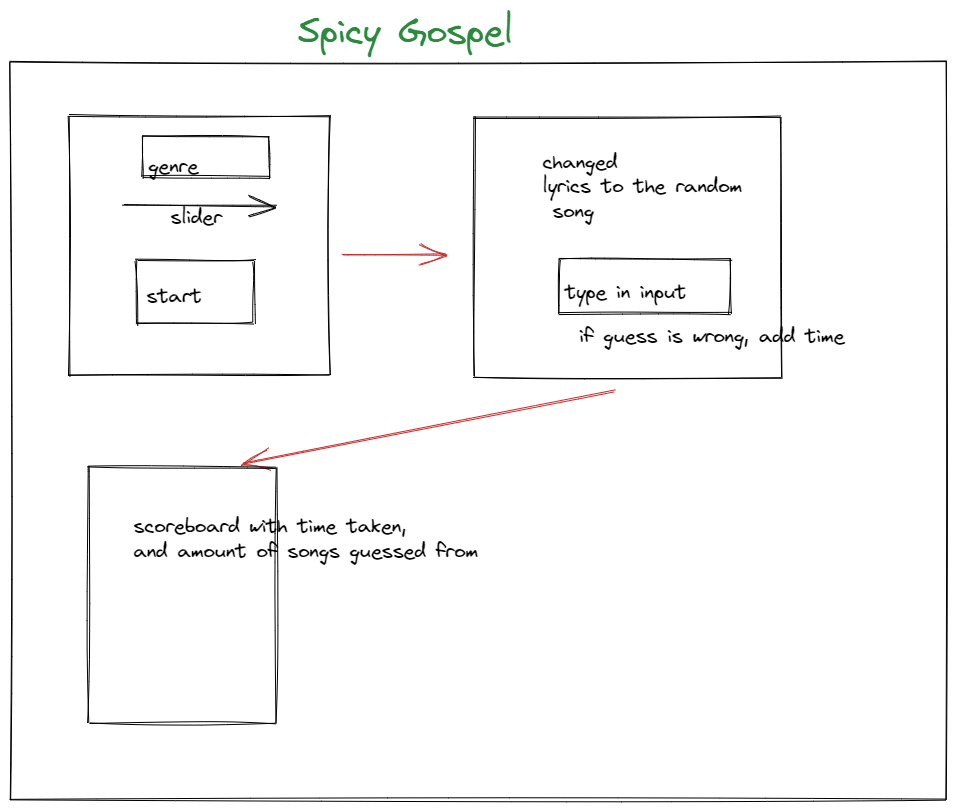 Spicy Gospel
genre
slider
start
changed
lyrics to the random
song
type in input
if guess is wrong, add time
scoreboard with time taken,
and amount of songs guessed from